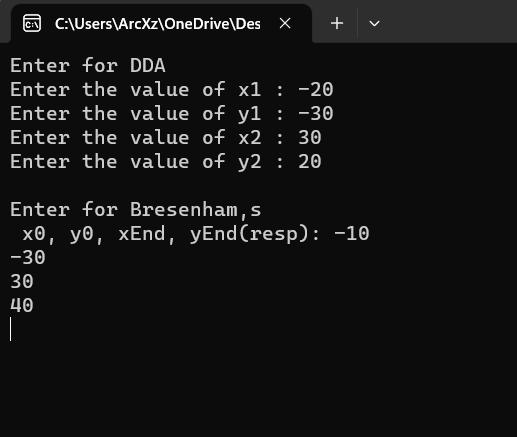 C:\Users\ArcXz\OneDrive\Des
Enter for DDA
Enter the value of x1 : -20
Enter the value of y1 : -30
Enter the value of x2 : 30
Enter the value of y2 : 20
Enter for Bresenham,s
x0, y0, xEnd, yEnd(resp): -10
-30
30
40